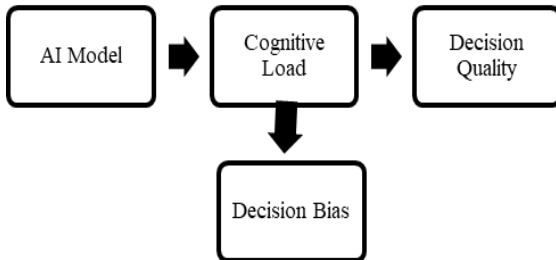 AI Model
Cognitive
Load
Decision
Quality
Decision Bias